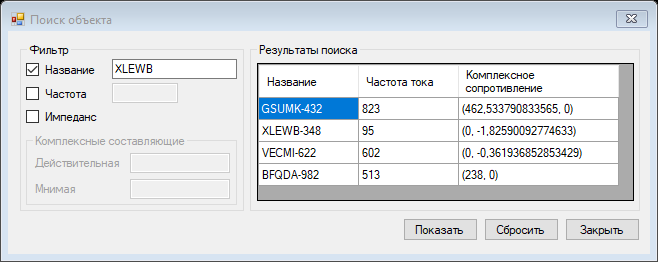 Поиск объекта
Фильтр
Название XLEWB
Частота
Импеданс
Комплексные составляющие
Действительная
Мнимая
Результаты поиска
Название Частота тока Комплексное сопротивление
GSUMK-432 823 (462,533790833565, 0)
XLEWB-348 95 (0, -1,82590092774633)
VECMI-622 602 (0, -0,361936852853429)
BFQDA-982 513 (238, 0)
Показать Сбросить Закрыть